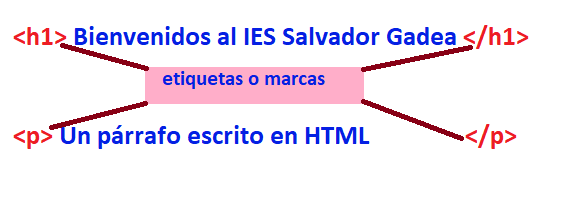 <h1> Bienvenidos al IES Salvador Gadea </h1>
etiquetas o marcas
<p> Un párrafo escrito en HTML </p>